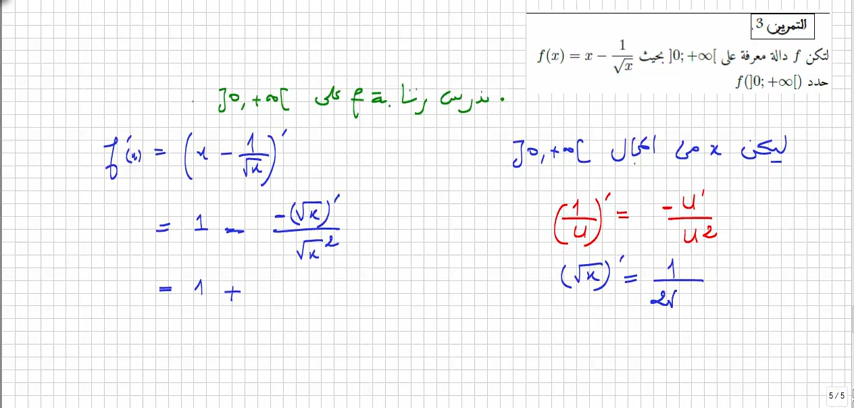 التمرين 3.
لتكن f دالة معرفة على ]0; +∞[ بحيث f(x) = x − 1/√x
حدد f(]0; +∞[)
. ندرس رتابة f على ]0, +∞[
ليكن x من المجال ]0, +∞[
f'(x) = (x − 1/√x)'
= 1 − −(√x)'/√x²
= 1 +
(1/u)' = −u'/u²
(√x)' = 1/2√
5 / 5